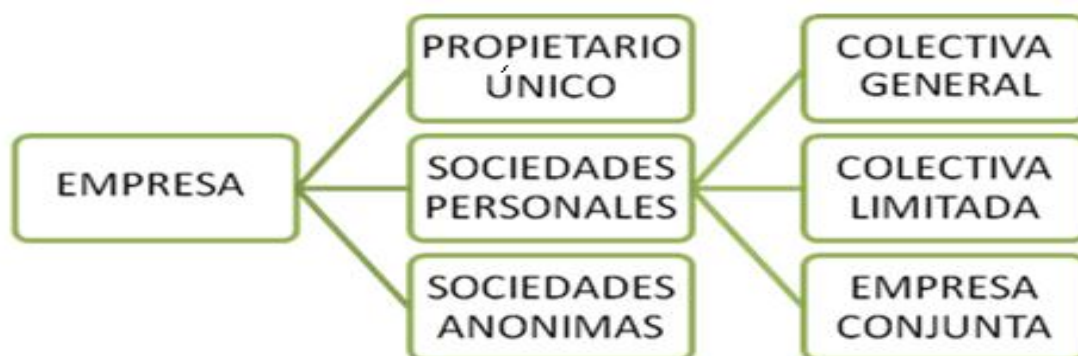 EMPRESA
PROPIETARIO
ÚNICO
SOCIEDADES
PERSONALES
SOCIEDADES
ANONIMAS
COLECTIVA
GENERAL
COLECTIVA
LIMITADA
EMPRESA
CONJUNTA